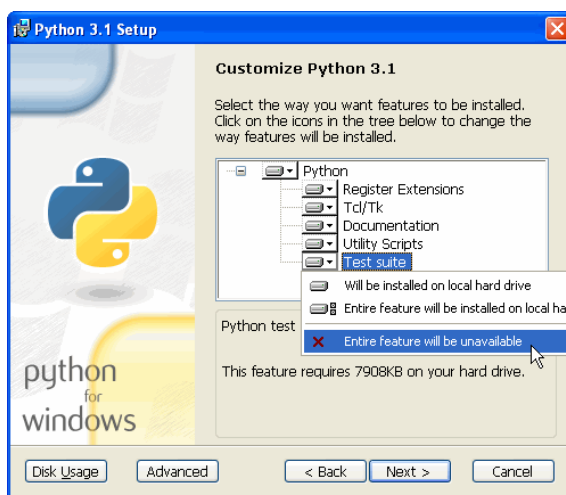 Python 3.1 Setup
Customize Python 3.1
Select the way you want features to be installed.
Click on the icons in the tree below to change the
way features will be installed.
Python
Register Extensions
Tcl/Tk
Documentation
Utility Scripts
Test suite
Will be installed on local hard drive
Entire feature will be installed on local ha
Python test
Entire feature will be unavailable
This feature requires 7908KB on your hard drive.
python
for
windows
Disk Usage
Advanced
< Back
Next >
Cancel